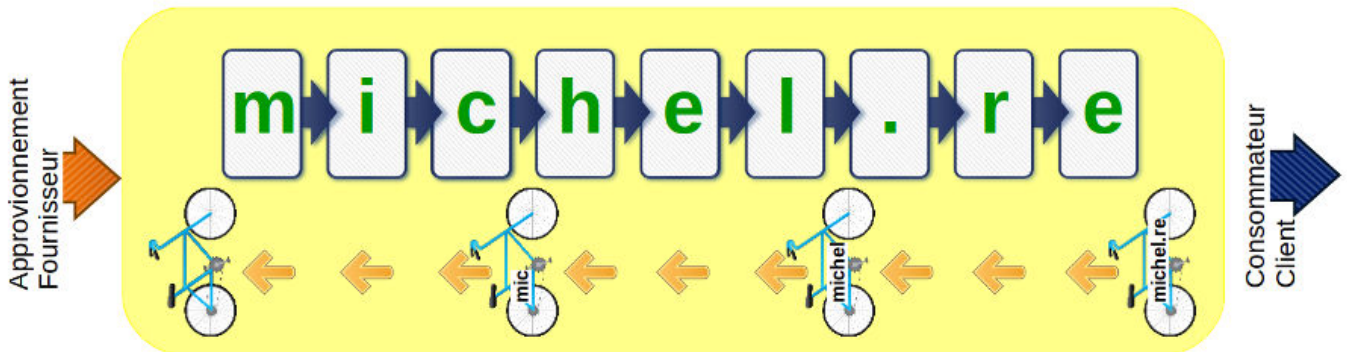 Approvionnement
Fournisseur
m i c h e l . r e
mic
michel
michel.re
Consommateur
Client